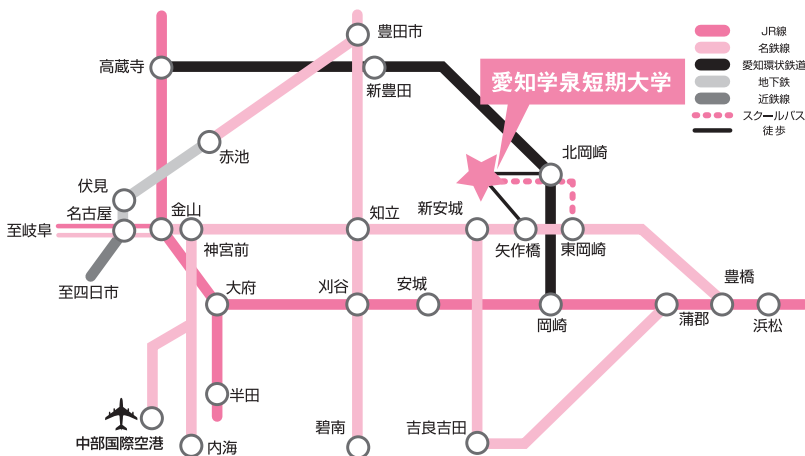 豊田市
高蔵寺
新豊田
愛知学泉短期大学
JR線
名鉄線
愛知環状鉄道
地下鉄
近鉄線
スクールバス
徒歩
赤池
北岡崎
伏見
名古屋
金山
至岐阜
神宮前
知立
新安城
矢作橋
東岡崎
至四日市
大府
刈谷
安城
岡崎
蒲郡
豊橋
浜松
半田
中部国際空港
内海
碧南
吉良吉田